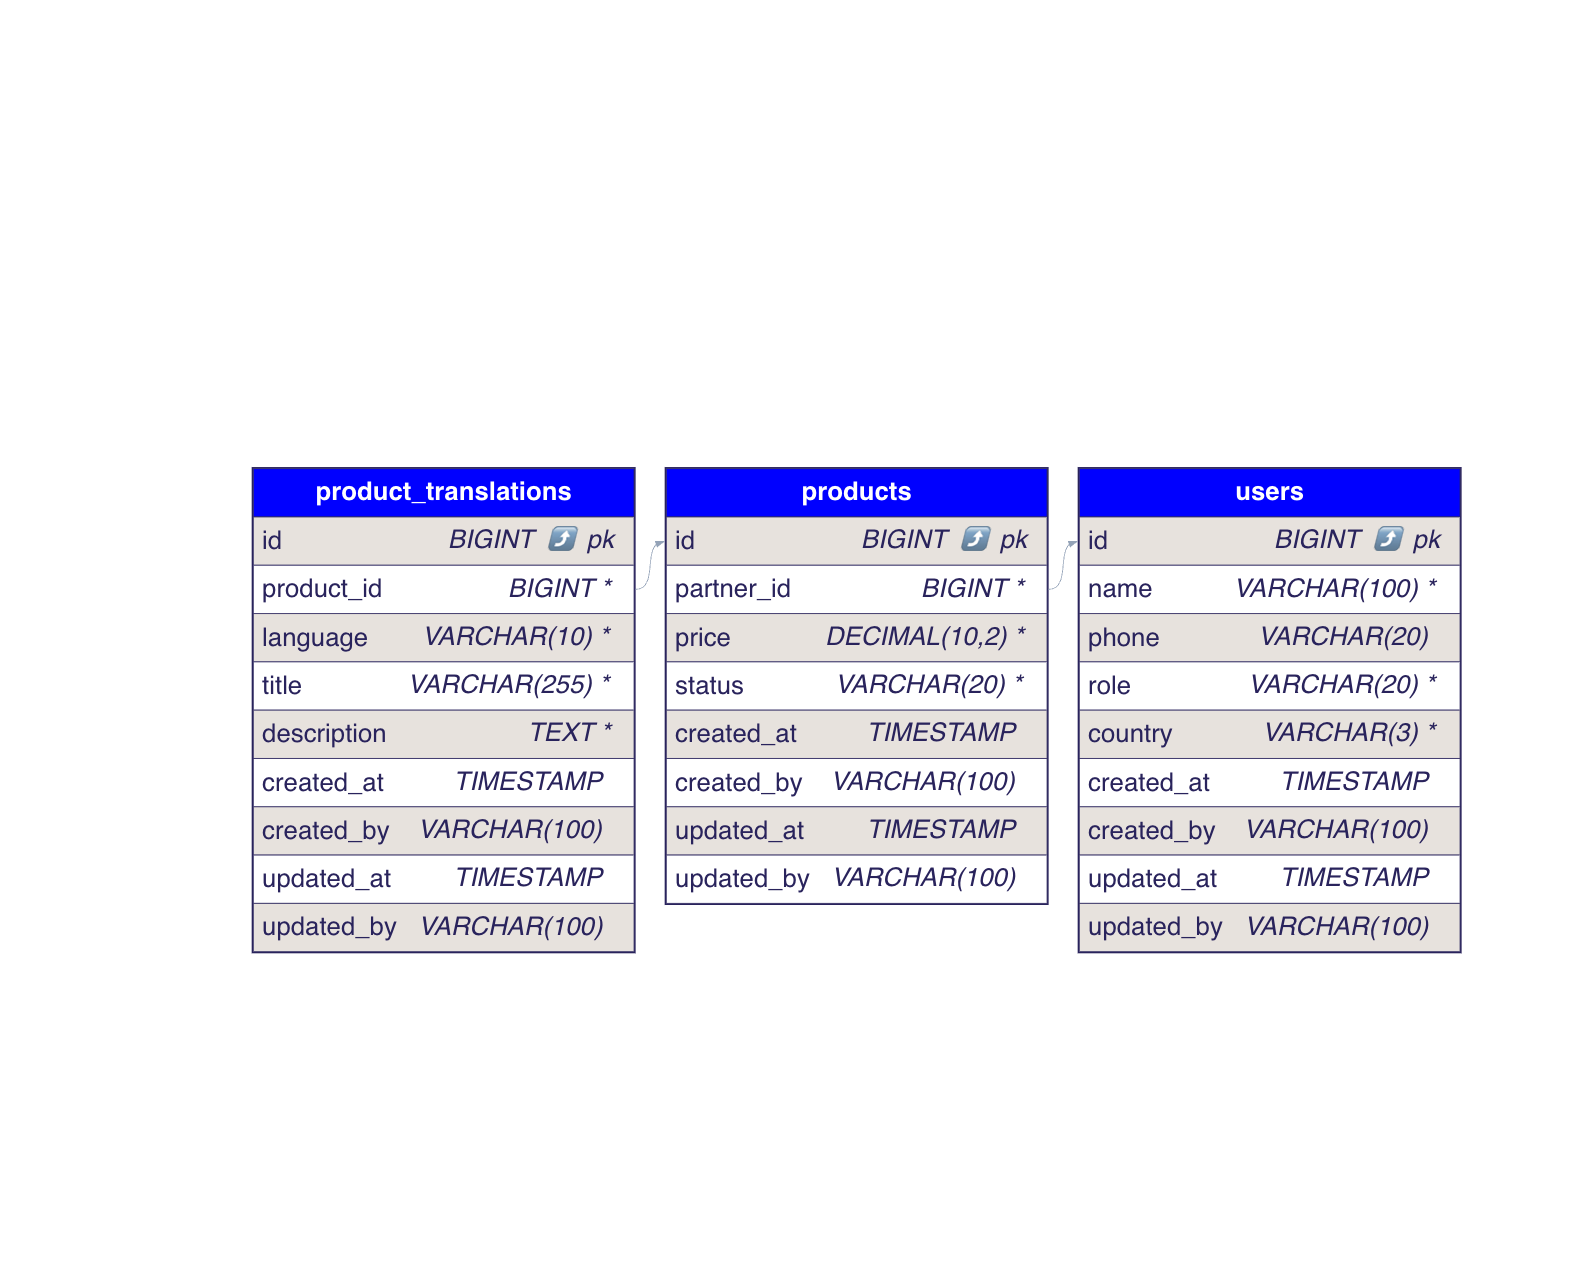 product_translations
id BIGINT ⤴️ pk
product_id BIGINT *
language VARCHAR(10) *
title VARCHAR(255) *
description TEXT *
created_at TIMESTAMP
created_by VARCHAR(100)
updated_at TIMESTAMP
updated_by VARCHAR(100)
products
id BIGINT ⤴️ pk
partner_id BIGINT *
price DECIMAL(10,2) *
status VARCHAR(20) *
created_at TIMESTAMP
created_by VARCHAR(100)
updated_at TIMESTAMP
updated_by VARCHAR(100)
users
id BIGINT ⤴️ pk
name VARCHAR(100) *
phone VARCHAR(20)
role VARCHAR(20) *
country VARCHAR(3) *
created_at TIMESTAMP
created_by VARCHAR(100)
updated_at TIMESTAMP
updated_by VARCHAR(100)